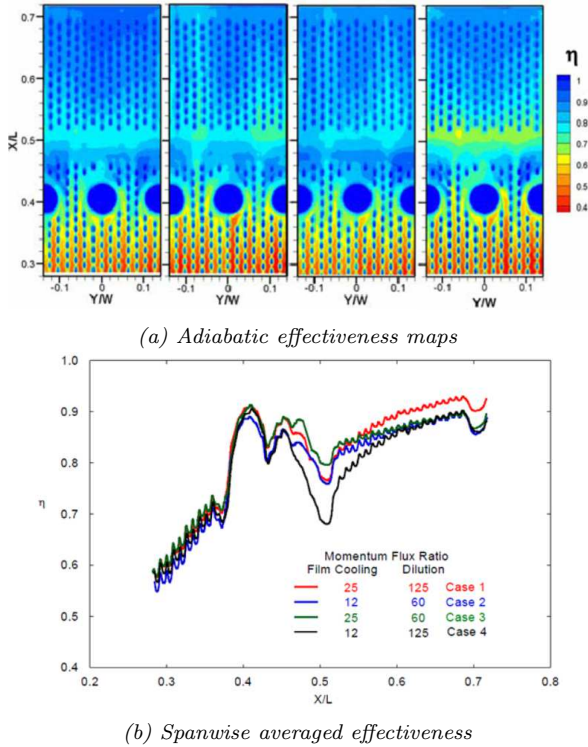 η
1
0.9
0.8
0.7
0.6
0.5
0.4
X/L
0.7
0.6
0.5
0.4
0.3
-0.1 0 0.1
-0.1 0 0.1
-0.1 0 0.1
-0.1 0 0.1
Y/W Y/W Y/W Y/W
(a) Adiabatic effectiveness maps
1.0
0.9
0.8
η
0.7
0.6
0.5
0.4
Momentum Flux Ratio
Film Cooling Dilution
25 125 Case 1
12 60 Case 2
25 60 Case 3
12 125 Case 4
0.2 0.3 0.4 0.5 0.6 0.7 0.8
X/L
(b) Spanwise averaged effectiveness